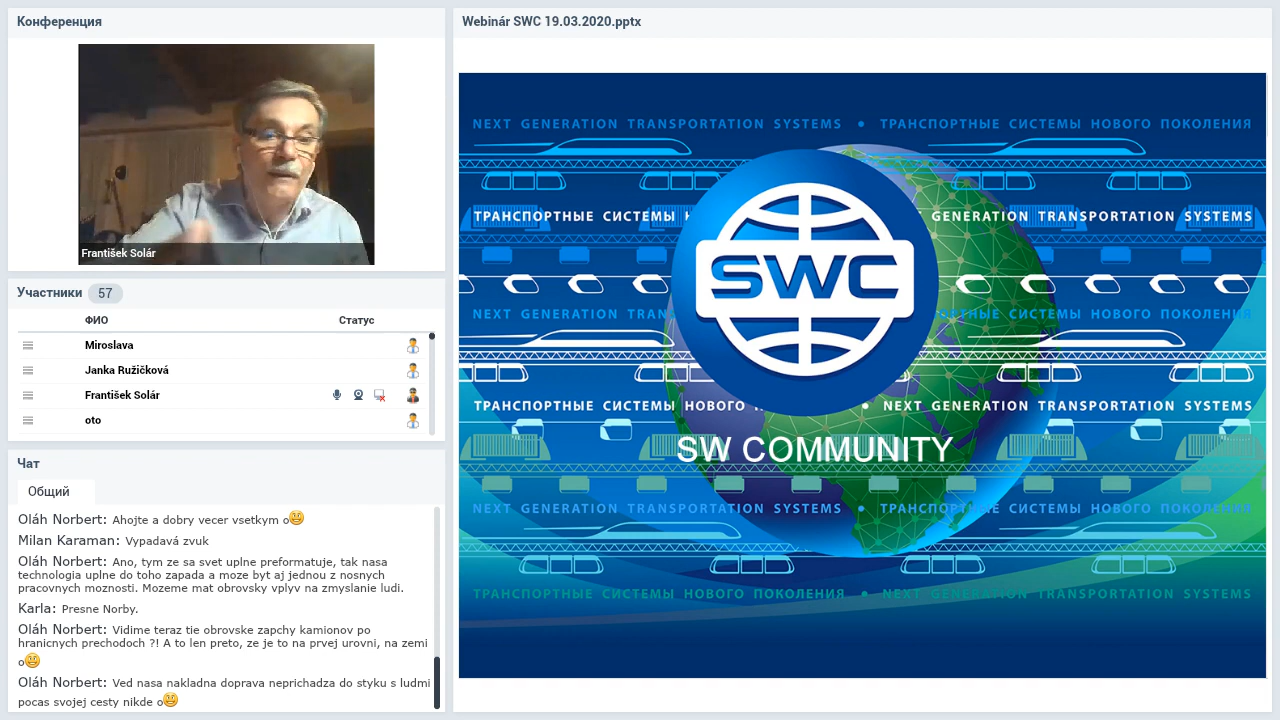 Конференция
František Solár
Участники 57
ФИО Статус
Miroslava
Janka Ružičková
František Solár
oto
Чат
Общий
Oláh Norbert: Ahojte a dobry vecer vsetkym o
Milan Karaman: Vypadavá zvuk
Oláh Norbert: Ano, tym ze sa svet uplne preformatuje, tak nasa
technologia uplne do toho zapada a moze byt aj jednou z nosnych
pracovnych moznosti. Mozeme mat obrovsky vplyv na zmyslanie ludi.
Karla: Presne Norby.
Oláh Norbert: Vidime teraz tie obrovske zapchy kamionov po
hranicnych prechodoch ?! A to len preto, ze je to na prvej urovni, na zemi
o
Oláh Norbert: Ved nasa nakladna doprava neprichadza do styku s ludmi
pocas svojej cesty nikde o
Webinár SWC 19.03.2020.pptx
NEXT GENERATION TRANSPORTATION SYSTEMS • ТРАНСПОРТНЫЕ СИСТЕМЫ НОВОГО ПОКОЛЕНИЯ
ТРАНСПОРТНЫЕ СИСТЕМЫ GENERATION TRANSPORTATION SYSTEMS
SWC
NEXT GENERATION СИСТЕМЫ НОВОГО ПОКОЛЕНИЯ
ТРАНСПОРТНЫЕ СИСТЕМЫ НОВОГО • NEXT GENERATION TRANSPORTATION SYSTEMS
SW COMMUNITY
NEXT GENERATION TRANSPORTATION SYSTEMS • ТРАНСПОРТНЫЕ СИСТЕМЫ НОВОГО ПОКОЛЕНИЯ
ТРАНСПОРТНЫЕ СИСТЕМЫ НОВОГО ПОКОЛЕНИЯ • NEXT GENERATION TRANSPORTATION SYSTEMS